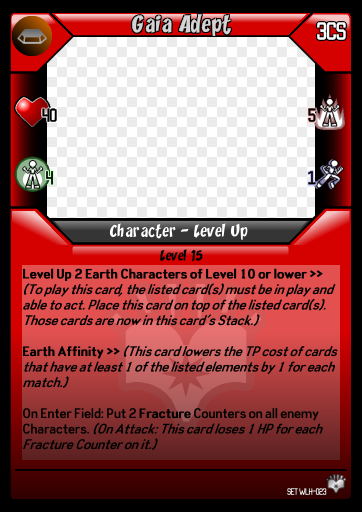 Gaia Adept
3CS
40
5
4
1
Character - Level Up
Level 15
Level Up 2 Earth Characters of Level 10 or lower >>
(To play this card, the listed card(s) must be in play and
able to act. Place this card on top of the listed card(s).
Those cards are now in this card's Stack.)
Earth Affinity >> (This card lowers the TP cost of cards
that have at least 1 of the listed elements by 1 for each
match.)
On Enter Field: Put 2 Fracture Counters on all enemy
Characters. (On Attack: This card loses 1 HP for each
Fracture Counter on it.)
SET WLH-023